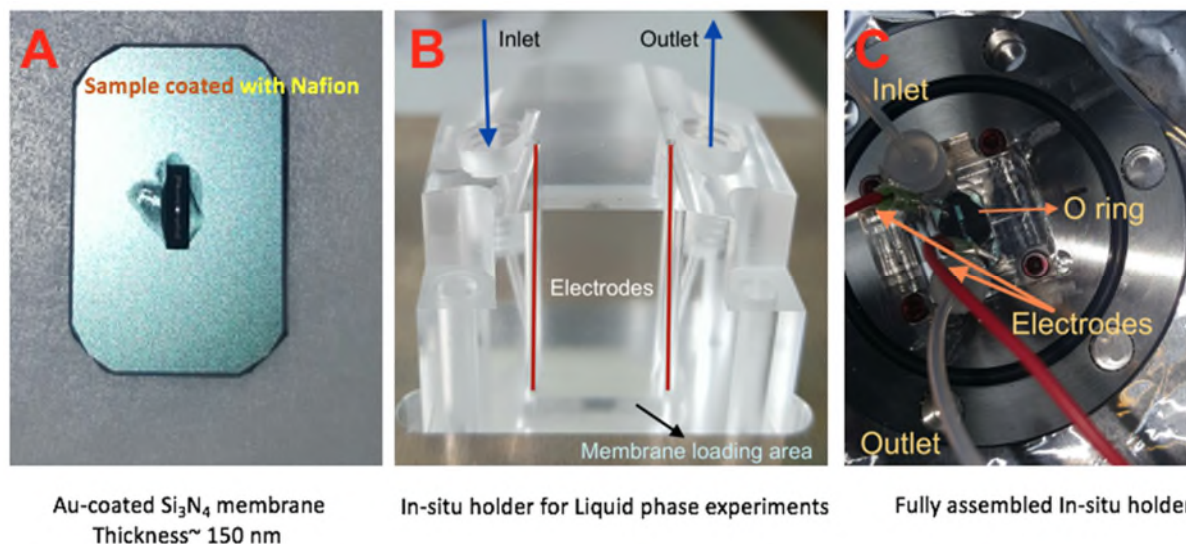 A
Sample coated with Nafion
B
Inlet
Outlet
Electrodes
Membrane loading area
C
Inlet
O ring
Electrodes
Outlet
Au-coated Si₃N₄ membrane
Thickness~ 150 nm
In-situ holder for Liquid phase experiments
Fully assembled In-situ holder